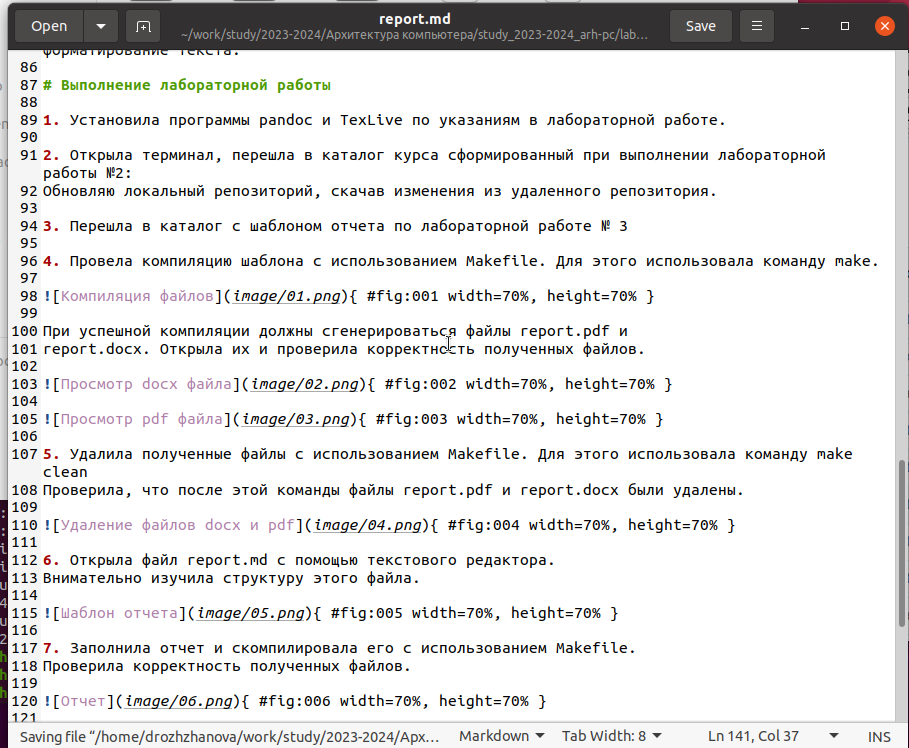 Open
report.md
~/work/study/2023-2024/Архитектура компьютера/study_2023-2024_arh-pc/lab…
Save
форматирование текста.
86
87 # Выполнение лабораторной работы
88
89 1. Установила программы pandoc и TexLive по указаниям в лабораторной работе.
90
91 2. Открыла терминал, перешла в каталог курса сформированный при выполнении лабораторной
работы №2:
92 Обновляю локальный репозиторий, скачав изменения из удаленного репозитория.
93
94 3. Перешла в каталог с шаблоном отчета по лабораторной работе № 3
95
96 4. Провела компиляцию шаблона с использованием Makefile. Для этого использовала команду make.
97
98 ![Компиляция файлов](image/01.png){ #fig:001 width=70%, height=70% }
99
100 При успешной компиляции должны сгенерироваться файлы report.pdf и
101 report.docx. Открыла их и проверила корректность полученных файлов.
102
103 ![Просмотр docx файла](image/02.png){ #fig:002 width=70%, height=70% }
104
105 ![Просмотр pdf файла](image/03.png){ #fig:003 width=70%, height=70% }
106
107 5. Удалила полученные файлы с использованием Makefile. Для этого использовала команду make
clean
108 Проверила, что после этой команды файлы report.pdf и report.docx были удалены.
109
110 ![Удаление файлов docx и pdf](image/04.png){ #fig:004 width=70%, height=70% }
111
112 6. Открыла файл report.md с помощью текстового редактора.
113 Внимательно изучила структуру этого файла.
114
115 ![Шаблон отчета](image/05.png){ #fig:005 width=70%, height=70% }
116
117 7. Заполнила отчет и скомпилировала его с использованием Makefile.
118 Проверила корректность полученных файлов.
119
120 ![Отчет](image/06.png){ #fig:006 width=70%, height=70% }
121
Saving file “/home/drozhzhanova/work/study/2023-2024/Арх… Markdown Tab Width: 8 Ln 141, Col 37 INS